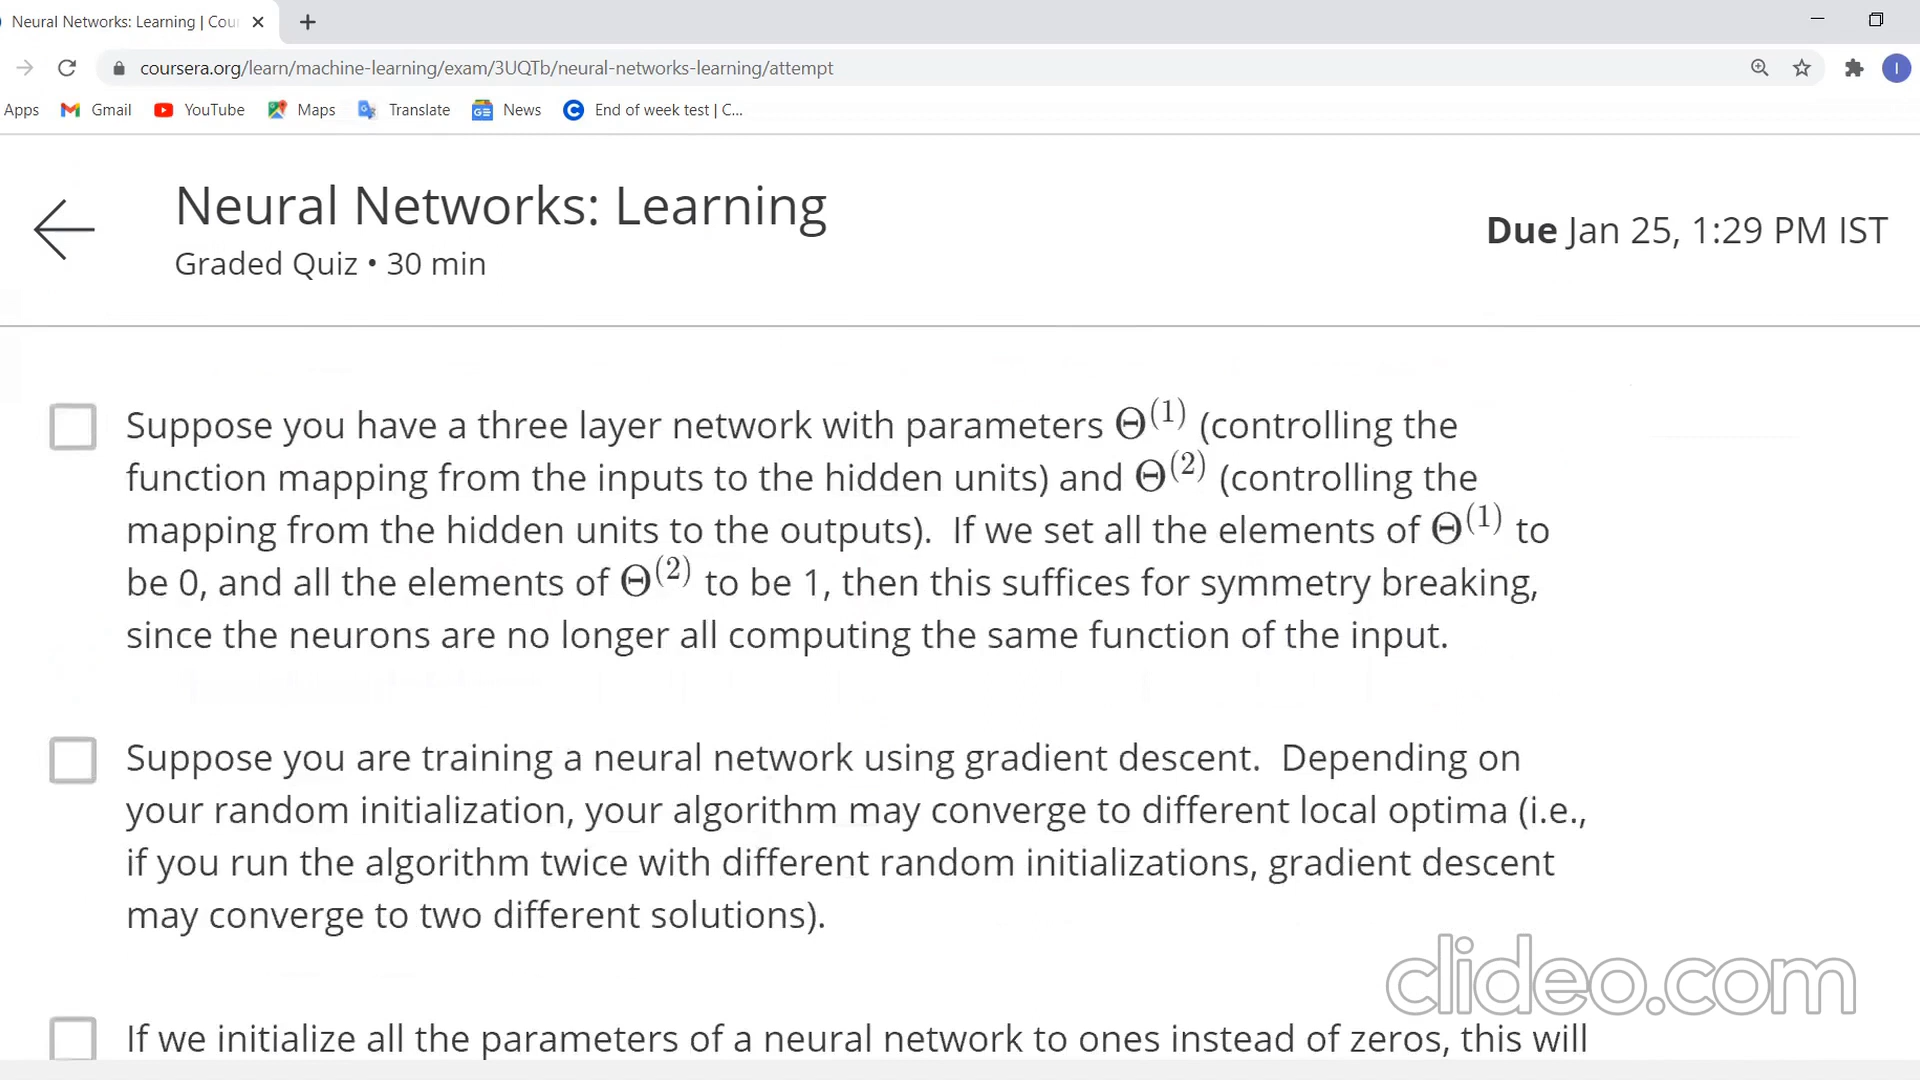 Neural Networks: Learning | Cou
coursera.org/learn/machine-learning/exam/3UQTb/neural-networks-learning/attempt
I
Apps Gmail YouTube Maps Translate News End of week test | C...
Neural Networks: Learning
Graded Quiz • 30 min
Due Jan 25, 1:29 PM IST
Suppose you have a three layer network with parameters Θ⁽¹⁾ (controlling the
function mapping from the inputs to the hidden units) and Θ⁽²⁾ (controlling the
mapping from the hidden units to the outputs). If we set all the elements of Θ⁽¹⁾ to
be 0, and all the elements of Θ⁽²⁾ to be 1, then this suffices for symmetry breaking,
since the neurons are no longer all computing the same function of the input.
Suppose you are training a neural network using gradient descent. Depending on
your random initialization, your algorithm may converge to different local optima (i.e.,
if you run the algorithm twice with different random initializations, gradient descent
may converge to two different solutions).
clideo.com
If we initialize all the parameters of a neural network to ones instead of zeros, this will